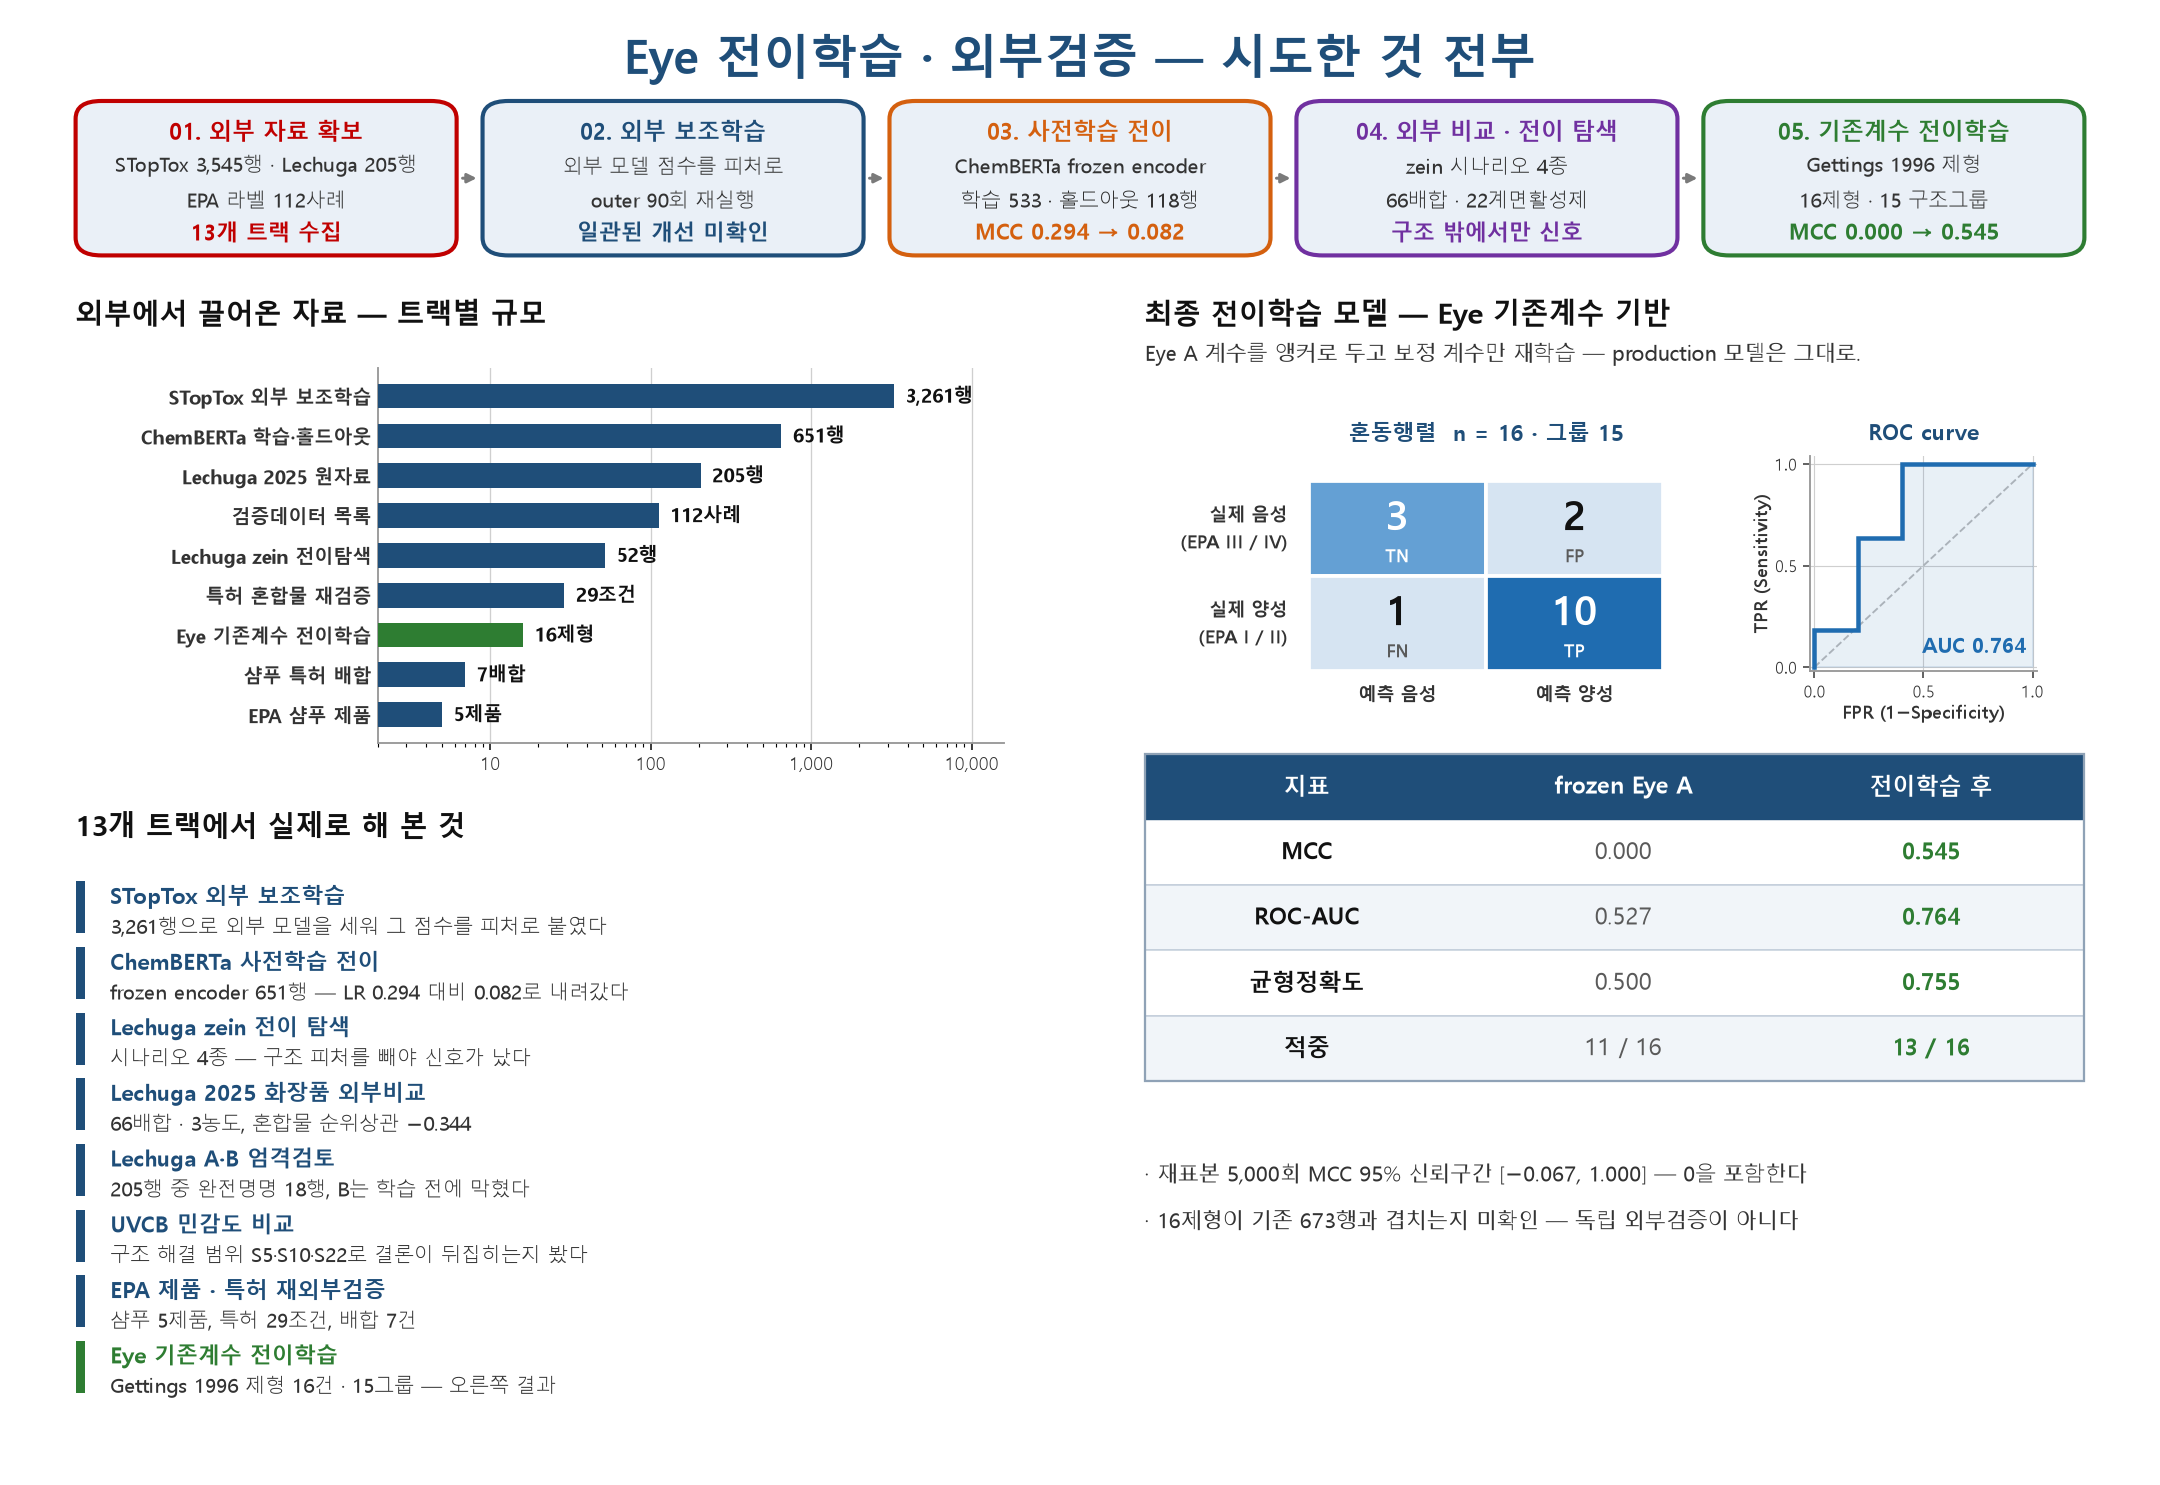 Eye 전이학습 · 외부검증 — 시도한 것 전부
01. 외부 자료 확보
STopTox 3,545행 · Lechuga 205행
EPA 라벨 112사례
13개 트랙 수집
02. 외부 보조학습
외부 모델 점수를 피처로
outer 90회 재실행
일관된 개선 미확인
03. 사전학습 전이
ChemBERTa frozen encoder
학습 533 · 홀드아웃 118행
MCC 0.294 → 0.082
04. 외부 비교 · 전이 탐색
zein 시나리오 4종
66배합 · 22계면활성제
구조 밖에서만 신호
05. 기존계수 전이학습
Gettings 1996 제형
16제형 · 15 구조그룹
MCC 0.000 → 0.545
외부에서 끌어온 자료 — 트랙별 규모
STopTox 외부 보조학습 3,261행
ChemBERTa 학습·홀드아웃 651행
Lechuga 2025 원자료 205행
검증데이터 목록 112사례
Lechuga zein 전이탐색 52행
특허 혼합물 재검증 29조건
Eye 기존계수 전이학습 16제형
샴푸 특허 배합 7배합
EPA 샴푸 제품 5제품
10 100 1,000 10,000
13개 트랙에서 실제로 해 본 것
STopTox 외부 보조학습
3,261행으로 외부 모델을 세워 그 점수를 피처로 붙였다
ChemBERTa 사전학습 전이
frozen encoder 651행 — LR 0.294 대비 0.082로 내려갔다
Lechuga zein 전이 탐색
시나리오 4종 — 구조 피처를 빼야 신호가 났다
Lechuga 2025 화장품 외부비교
66배합 · 3농도, 혼합물 순위상관 −0.344
Lechuga A·B 엄격검토
205행 중 완전명명 18행, B는 학습 전에 막혔다
UVCB 민감도 비교
구조 해결 범위 S5·S10·S22로 결론이 뒤집히는지 봤다
EPA 제품 · 특허 재외부검증
샴푸 5제품, 특허 29조건, 배합 7건
Eye 기존계수 전이학습
Gettings 1996 제형 16건 · 15그룹 — 오른쪽 결과
최종 전이학습 모델 — Eye 기존계수 기반
Eye A 계수를 앵커로 두고 보정 계수만 재학습 — production 모델은 그대로.
혼동행렬 n = 16 · 그룹 15
실제 음성
(EPA III / IV)
3
TN
2
FP
실제 양성
(EPA I / II)
1
FN
10
TP
예측 음성 예측 양성
ROC curve
TPR (Sensitivity)
1.0
0.5
0.0
AUC 0.764
0.0 0.5 1.0
FPR (1−Specificity)
지표 frozen Eye A 전이학습 후
MCC 0.000 0.545
ROC-AUC 0.527 0.764
균형정확도 0.500 0.755
적중 11 / 16 13 / 16
· 재표본 5,000회 MCC 95% 신뢰구간 [−0.067, 1.000] — 0을 포함한다
· 16제형이 기존 673행과 겹치는지 미확인 — 독립 외부검증이 아니다